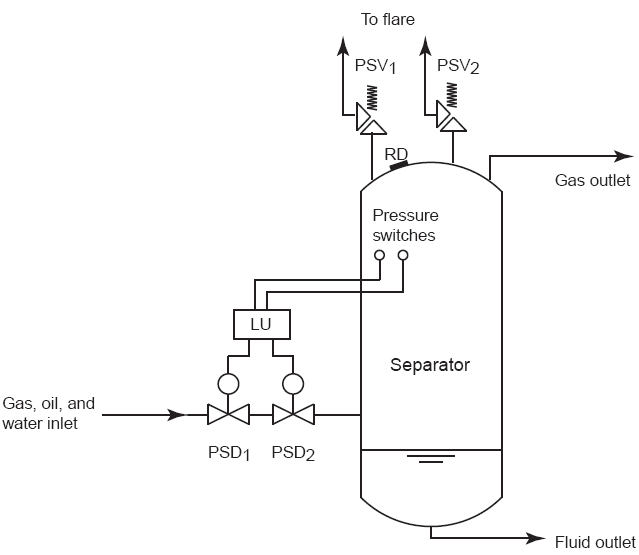 To flare
PSV1
PSV2
RD
Gas outlet
Pressure
switches
LU
Separator
Gas, oil, and
water inlet
PSD1
PSD2
Fluid outlet